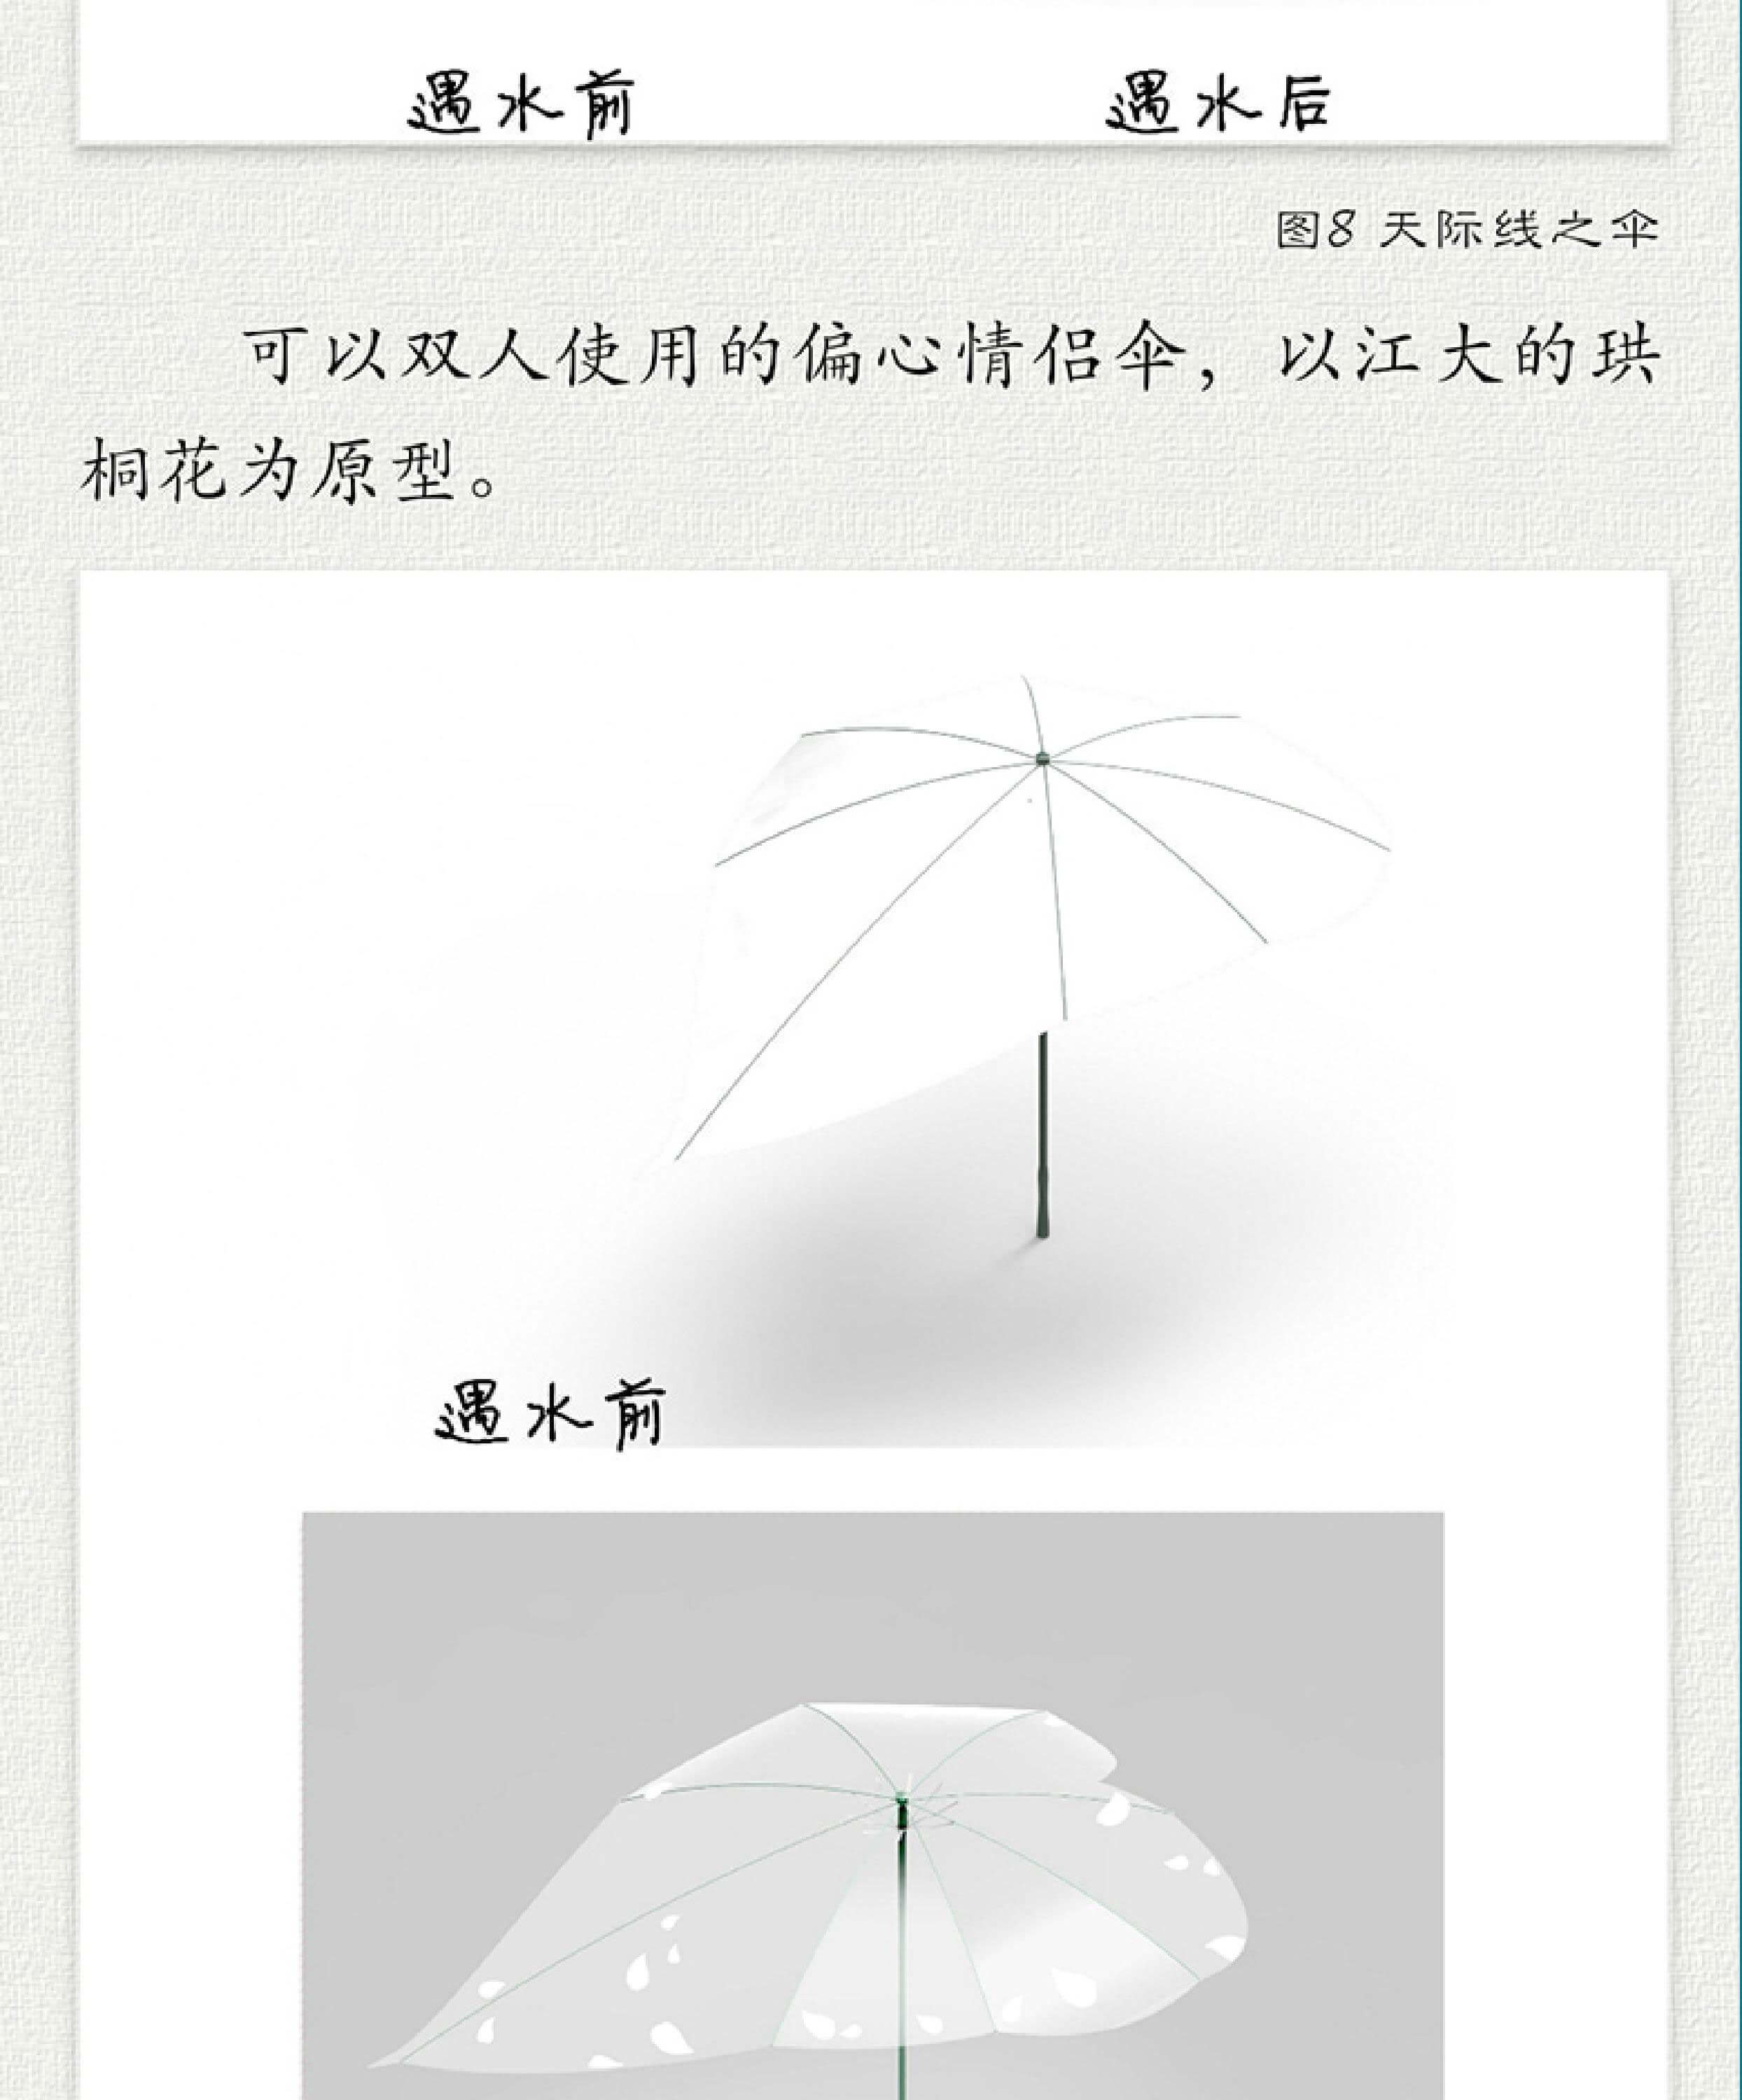 遇水前 遇水后
图8 天际线之伞
可以双人使用的偏心情侣伞，以江大的珙
桐花为原型。
遇水前